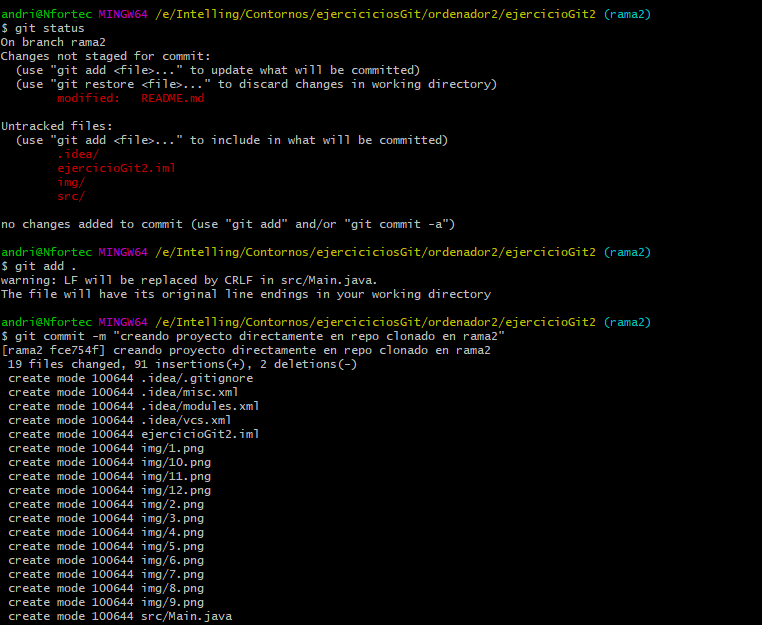 andri@Nfortec MINGW64 /e/Intelling/Contornos/ejerciciciosGit/ordenador2/ejercicioGit2 (rama2)
$ git status
On branch rama2
Changes not staged for commit:
  (use "git add <file>..." to update what will be committed)
  (use "git restore <file>..." to discard changes in working directory)
        modified:   README.md

Untracked files:
  (use "git add <file>..." to include in what will be committed)
        .idea/
        ejercicioGit2.iml
        img/
        src/

no changes added to commit (use "git add" and/or "git commit -a")

andri@Nfortec MINGW64 /e/Intelling/Contornos/ejerciciciosGit/ordenador2/ejercicioGit2 (rama2)
$ git add .
warning: LF will be replaced by CRLF in src/Main.java.
The file will have its original line endings in your working directory

andri@Nfortec MINGW64 /e/Intelling/Contornos/ejerciciciosGit/ordenador2/ejercicioGit2 (rama2)
$ git commit -m "creando proyecto directamente en repo clonado en rama2"
[rama2 fce754f] creando proyecto directamente en repo clonado en rama2
 19 files changed, 91 insertions(+), 2 deletions(-)
 create mode 100644 .idea/.gitignore
 create mode 100644 .idea/misc.xml
 create mode 100644 .idea/modules.xml
 create mode 100644 .idea/vcs.xml
 create mode 100644 ejercicioGit2.iml
 create mode 100644 img/1.png
 create mode 100644 img/10.png
 create mode 100644 img/11.png
 create mode 100644 img/12.png
 create mode 100644 img/2.png
 create mode 100644 img/3.png
 create mode 100644 img/4.png
 create mode 100644 img/5.png
 create mode 100644 img/6.png
 create mode 100644 img/7.png
 create mode 100644 img/8.png
 create mode 100644 img/9.png
 create mode 100644 src/Main.java